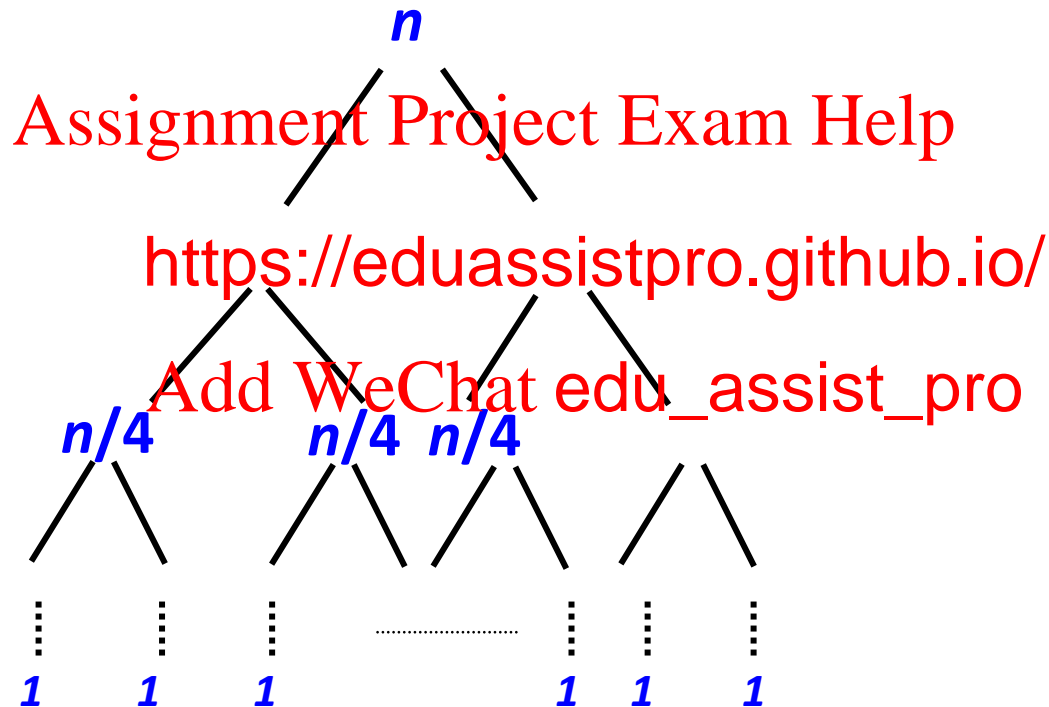 n
Assignment Project Exam Help
https://eduassistpro.github.io/
Add WeChat edu_assist_pro
n/4 n/4 n/4
1 1 1 1 1 1